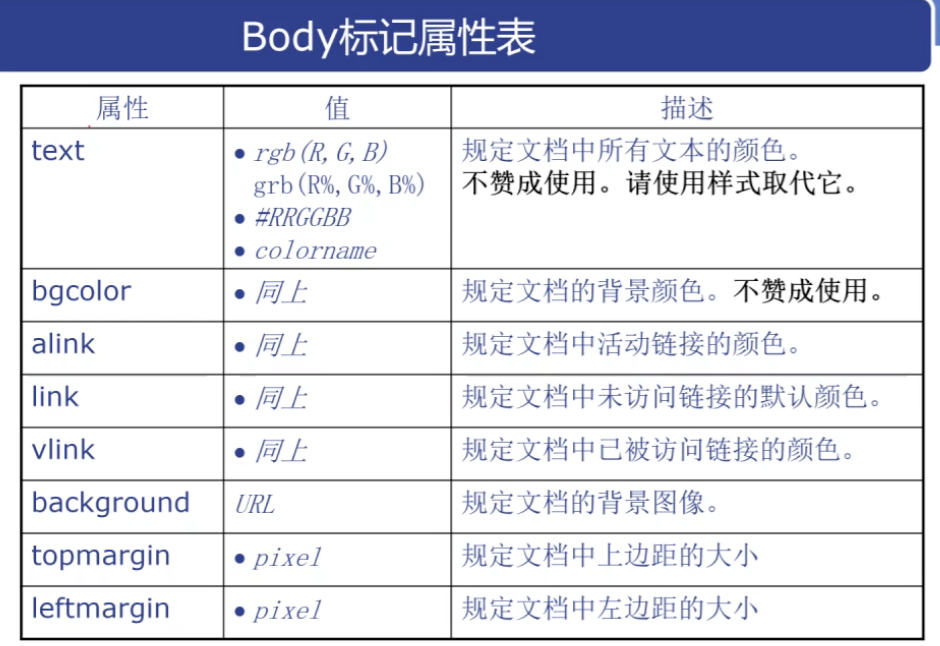 Body标记属性表
属性 值 描述
text
• rgb(R,G,B)
grb(R%,G%,B%)
• #RRGGBB
• colorname
规定文档中所有文本的颜色。
不赞成使用。请使用样式取代它。
bgcolor • 同上 规定文档的背景颜色。不赞成使用。
alink • 同上 规定文档中活动链接的颜色。
link • 同上 规定文档中未访问链接的默认颜色。
vlink • 同上 规定文档中已被访问链接的颜色。
background URL 规定文档的背景图像。
topmargin • pixel 规定文档中上边距的大小
leftmargin • pixel 规定文档中左边距的大小